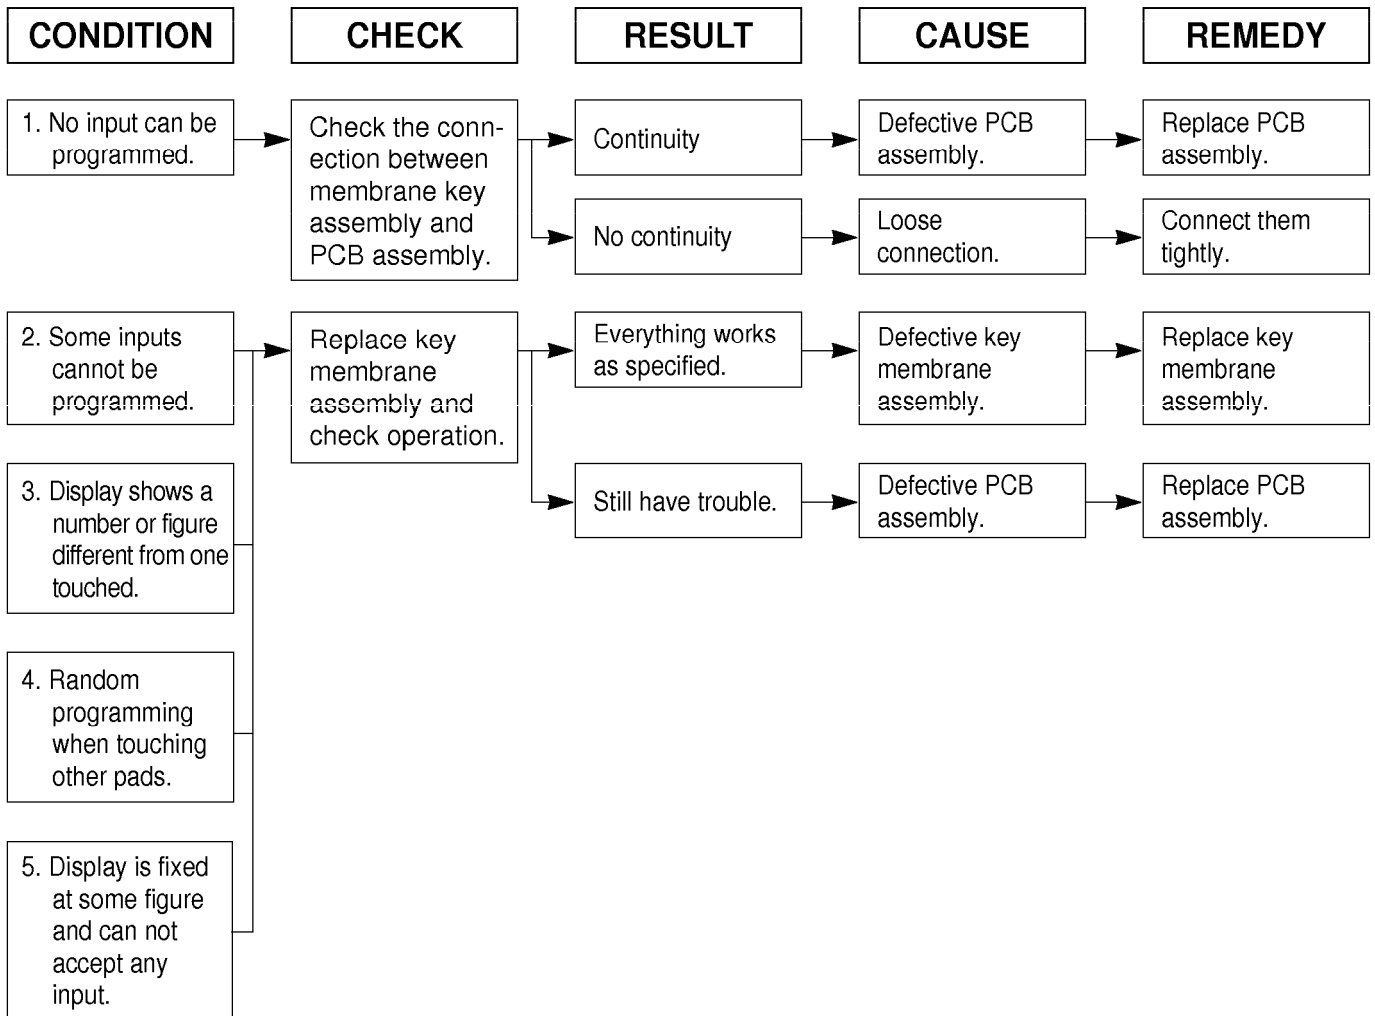 CONDITION
CHECK
RESULT
CAUSE
REMEDY
1. No input can be
programmed.
Check the conn-
ection between
membrane key
assembly and
PCB assembly.
Continuity
Defective PCB
assembly.
Replace PCB
assembly.
No continuity
Loose
connection.
Connect them
tightly.
2. Some inputs
cannot be
programmed.
Replace key
membrane
assembly and
check operation.
Everything works
as specified.
Defective key
membrane
assembly.
Replace key
membrane
assembly.
Still have trouble.
Defective PCB
assembly.
Replace PCB
assembly.
3. Display shows a
number or figure
different from one
touched.
4. Random
programming
when touching
other pads.
5. Display is fixed
at some figure
and can not
accept any
input.